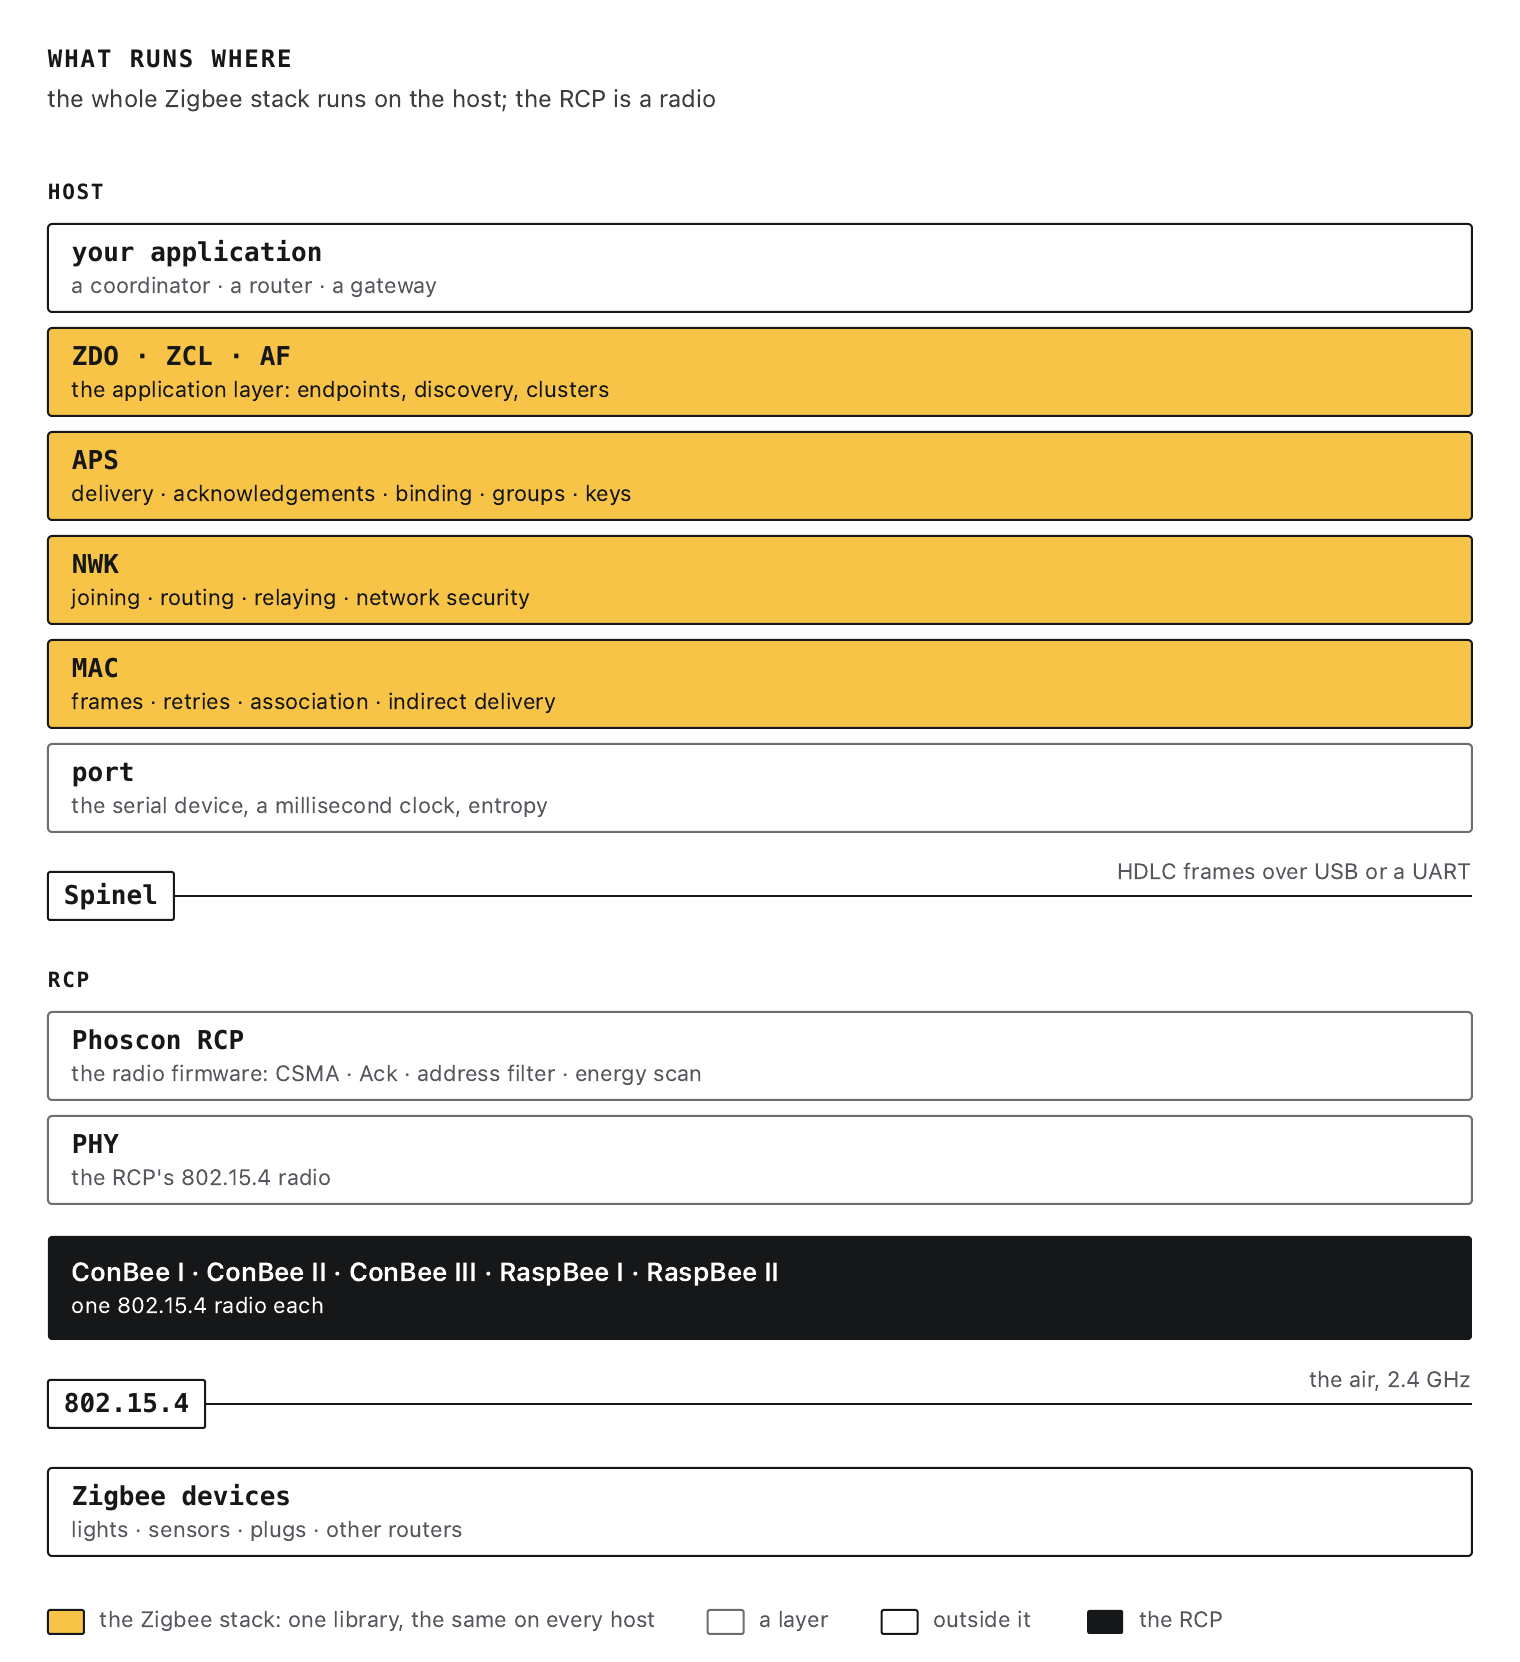 WHAT RUNS WHERE
the whole Zigbee stack runs on the host; the RCP is a radio
HOST
your application
a coordinator · a router · a gateway
ZDO · ZCL · AF
the application layer: endpoints, discovery, clusters
APS
delivery · acknowledgements · binding · groups · keys
NWK
joining · routing · relaying · network security
MAC
frames · retries · association · indirect delivery
port
the serial device, a millisecond clock, entropy
HDLC frames over USB or a UART
Spinel
RCP
Phoscon RCP
the radio firmware: CSMA · Ack · address filter · energy scan
PHY
the RCP's 802.15.4 radio
ConBee I · ConBee II · ConBee III · RaspBee I · RaspBee II
one 802.15.4 radio each
the air, 2.4 GHz
802.15.4
Zigbee devices
lights · sensors · plugs · other routers
the Zigbee stack: one library, the same on every host
a layer
outside it
the RCP